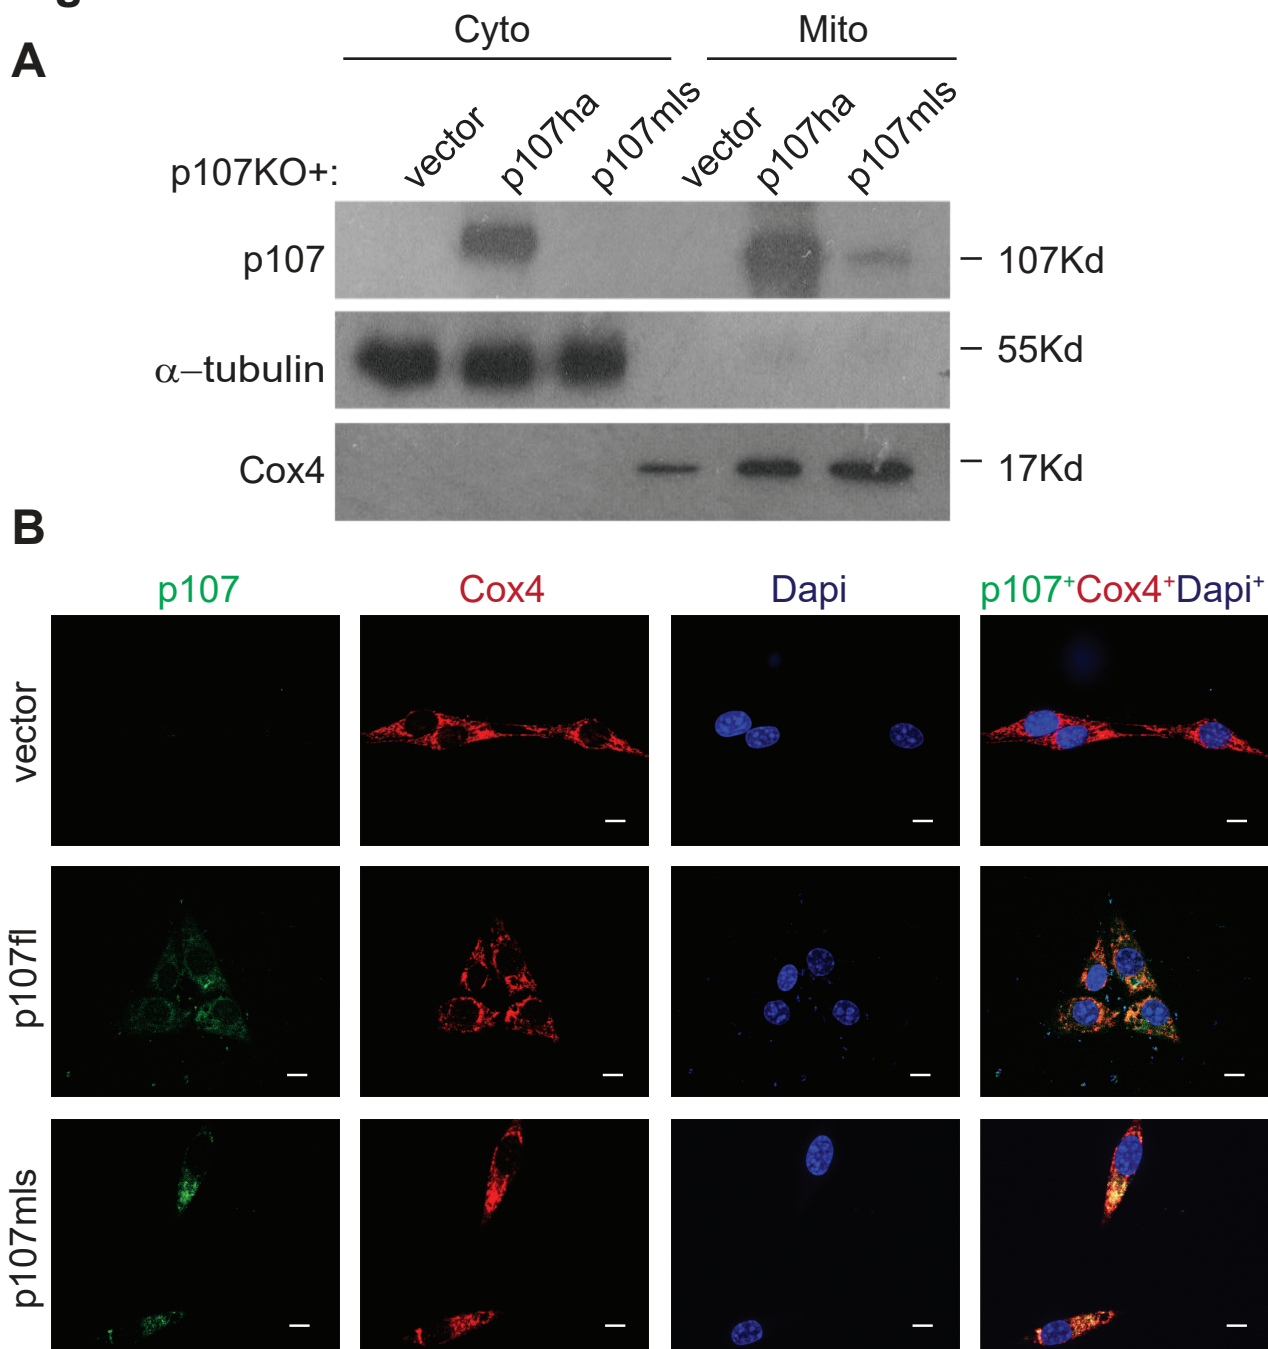 A
Cyto Mito
p107KO+: vector p107ha p107mls vector p107ha p107mls
p107 – 107Kd
α–tubulin – 55Kd
Cox4 – 17Kd
B
p107 Cox4 Dapi p107⁺Cox4⁺Dapi⁺
vector
p107fl
p107mls